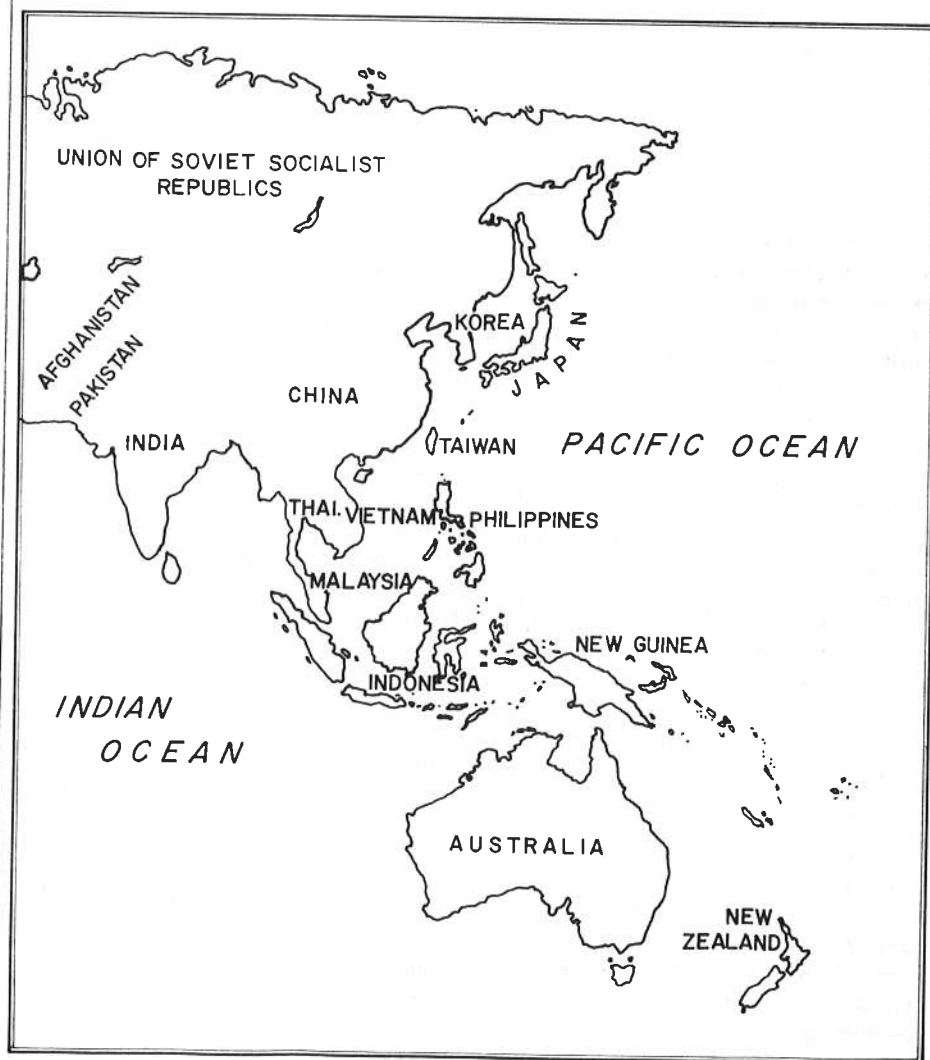 UNION OF SOVIET SOCIALIST
REPUBLICS
AFGHANISTAN
PAKISTAN
KOREA
JAPAN
CHINA
INDIA
TAIWAN
PACIFIC OCEAN
THAI.
VIETNAM
PHILIPPINES
MALAYSIA
NEW GUINEA
INDONESIA
INDIAN
OCEAN
AUSTRALIA
NEW
ZEALAND